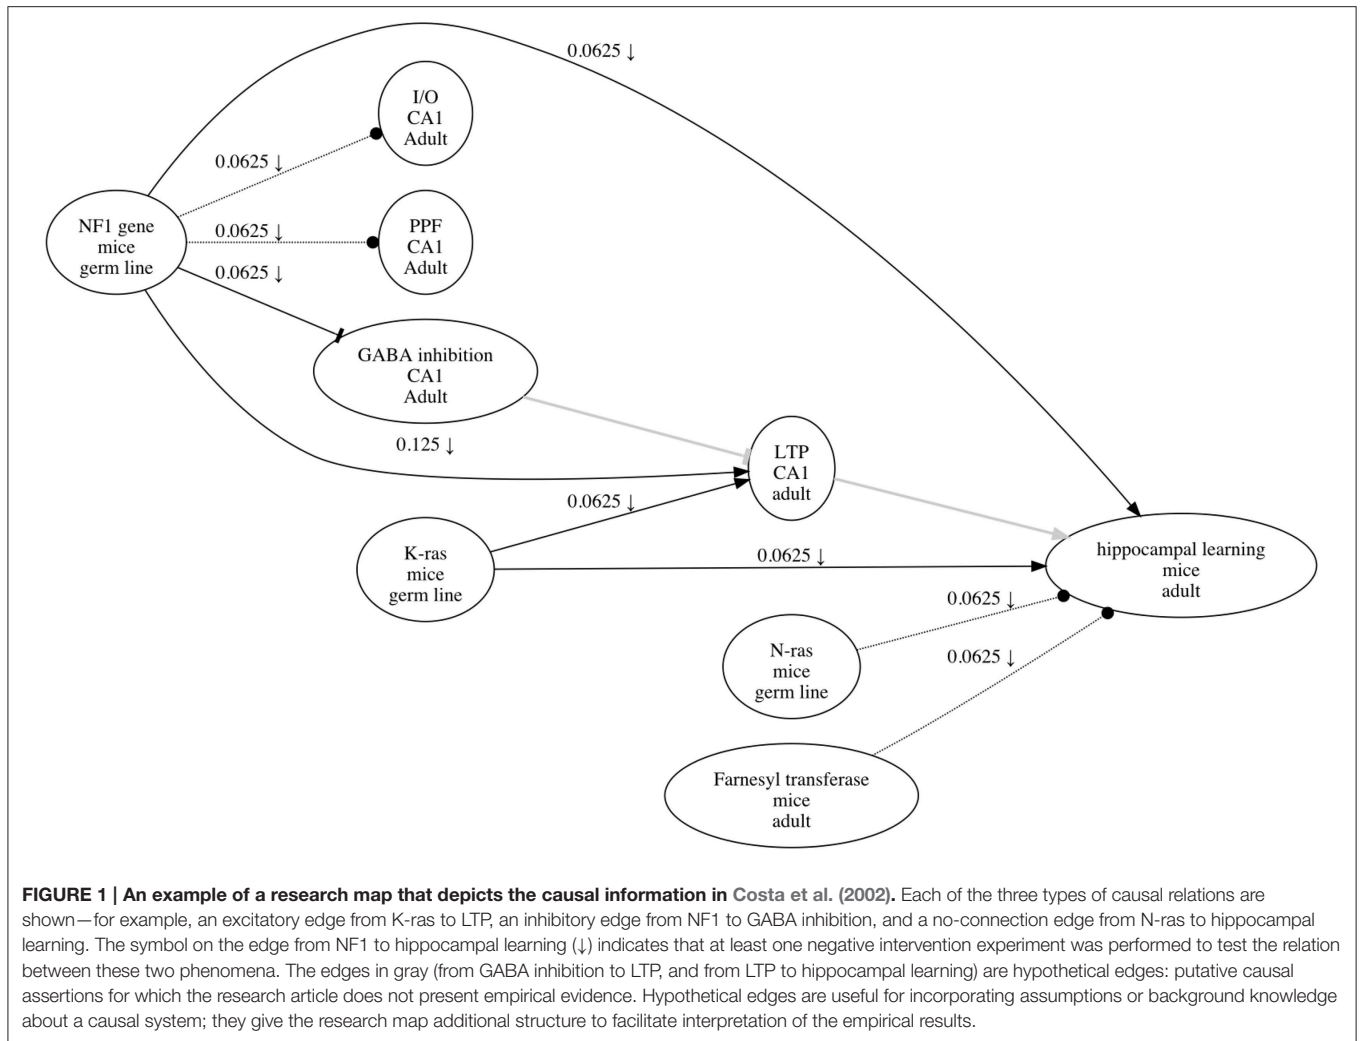 0.0625 ↓
I/O
CA1
Adult
0.0625 ↓
NF1 gene
mice
germ line
0.0625 ↓
PPF
CA1
Adult
0.0625 ↓
GABA inhibition
CA1
Adult
0.125 ↓
LTP
CA1
adult
0.0625 ↓
K-ras
mice
germ line
0.0625 ↓
hippocampal learning
mice
adult
0.0625 ↓
N-ras
mice
germ line
0.0625 ↓
Farnesyl transferase
mice
adult
FIGURE 1 | An example of a research map that depicts the causal information in Costa et al. (2002). Each of the three types of causal relations are
shown—for example, an excitatory edge from K-ras to LTP, an inhibitory edge from NF1 to GABA inhibition, and a no-connection edge from N-ras to hippocampal
learning. The symbol on the edge from NF1 to hippocampal learning (↓) indicates that at least one negative intervention experiment was performed to test the relation
between these two phenomena. The edges in gray (from GABA inhibition to LTP, and from LTP to hippocampal learning) are hypothetical edges: putative causal
assertions for which the research article does not present empirical evidence. Hypothetical edges are useful for incorporating assumptions or background knowledge
about a causal system; they give the research map additional structure to facilitate interpretation of the empirical results.